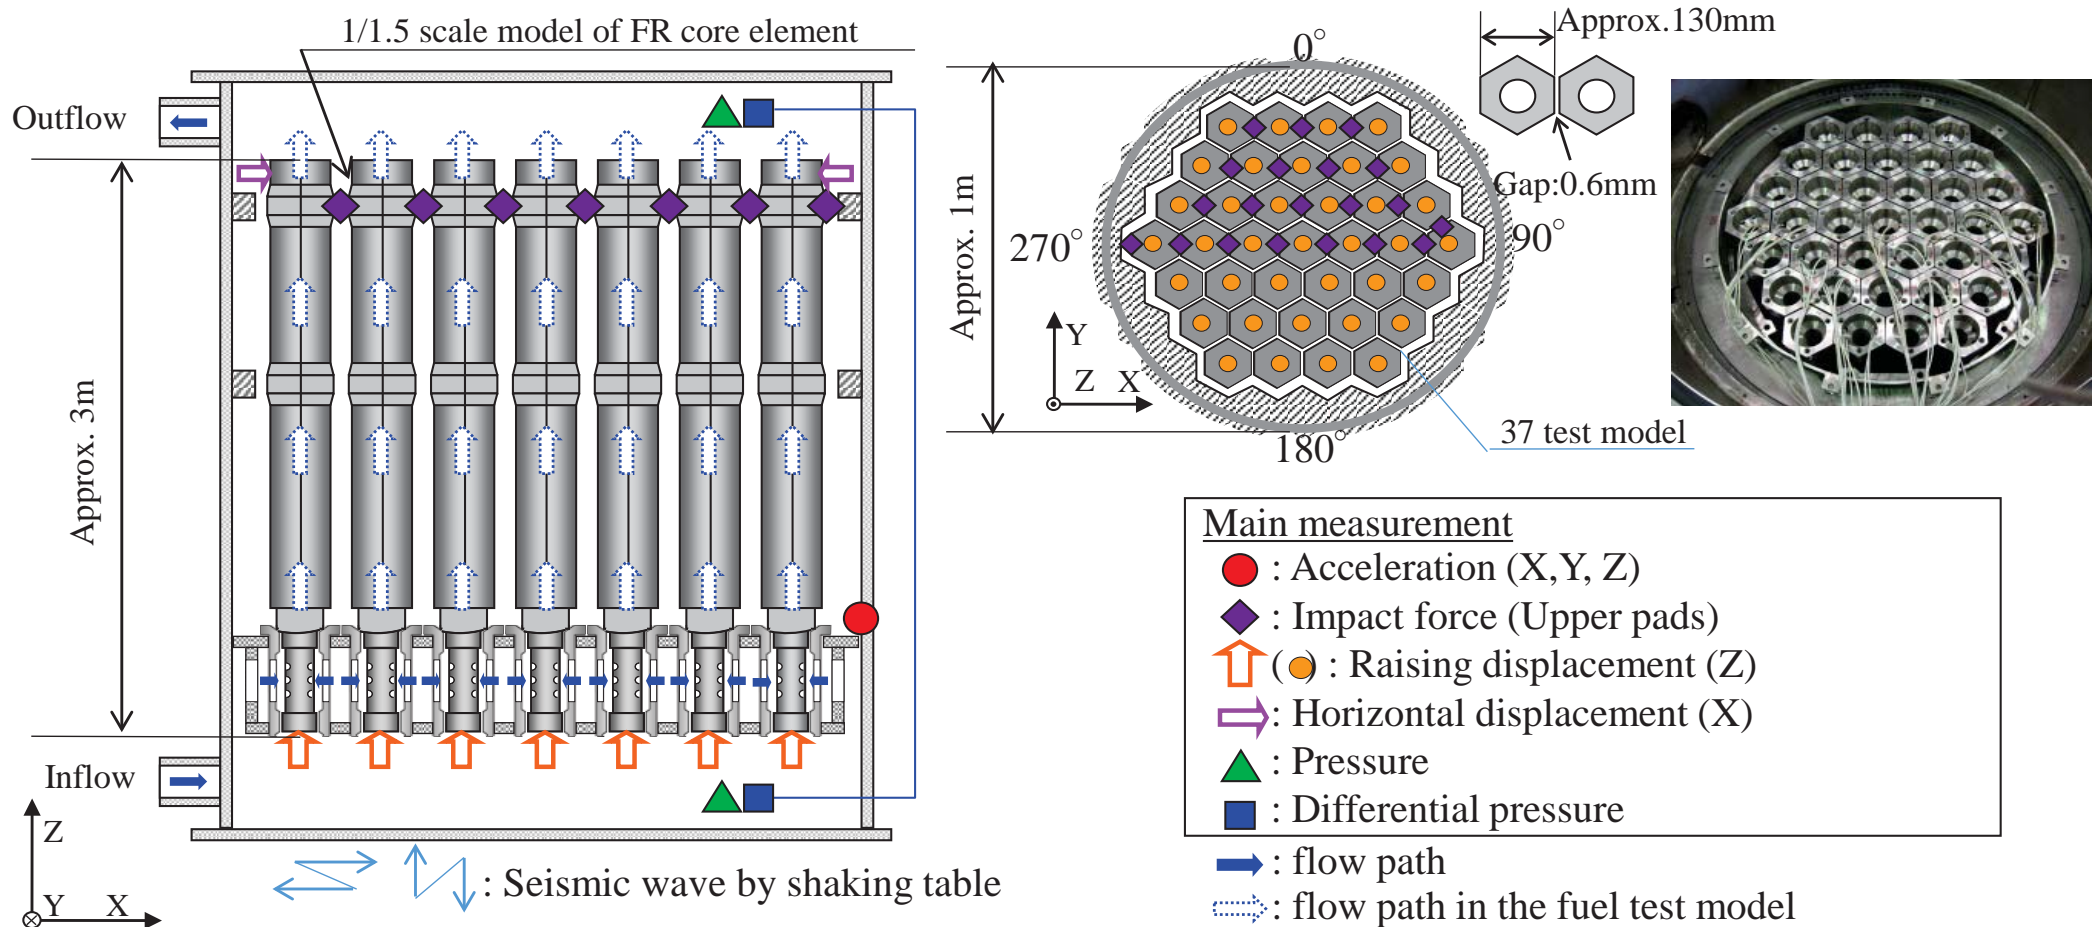 1/1.5 scale model of FR core element
Outflow
Approx. 3m
Inflow
Z
Y X
: Seismic wave by shaking table
Approx. 1m
0°
90°
180°
270°
Y
Z X
Approx.130mm
Gap:0.6mm
37 test model
Main measurement
: Acceleration (X,Y, Z)
: Impact force (Upper pads)
( ) : Raising displacement (Z)
: Horizontal displacement (X)
: Pressure
: Differential pressure
: flow path
: flow path in the fuel test model